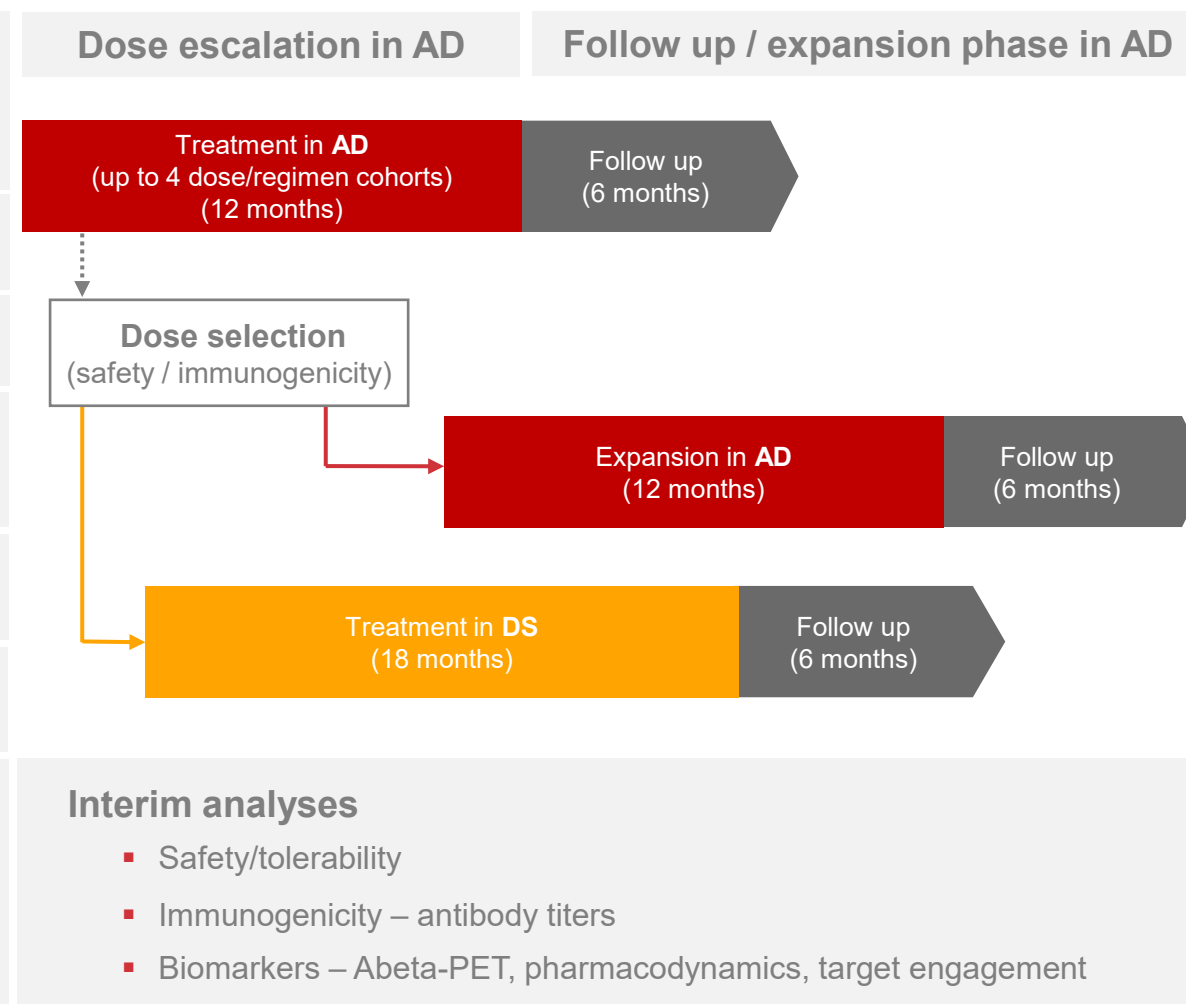 Dose escalation in AD
Follow up / expansion phase in AD
Treatment in AD
(up to 4 dose/regimen cohorts)
(12 months)
Follow up
(6 months)
Dose selection
(safety / immunogenicity)
Expansion in AD
(12 months)
Follow up
(6 months)
Treatment in DS
(18 months)
Follow up
(6 months)
Interim analyses
▪ Safety/tolerability
▪ Immunogenicity – antibody titers
▪ Biomarkers – Abeta-PET, pharmacodynamics, target engagement